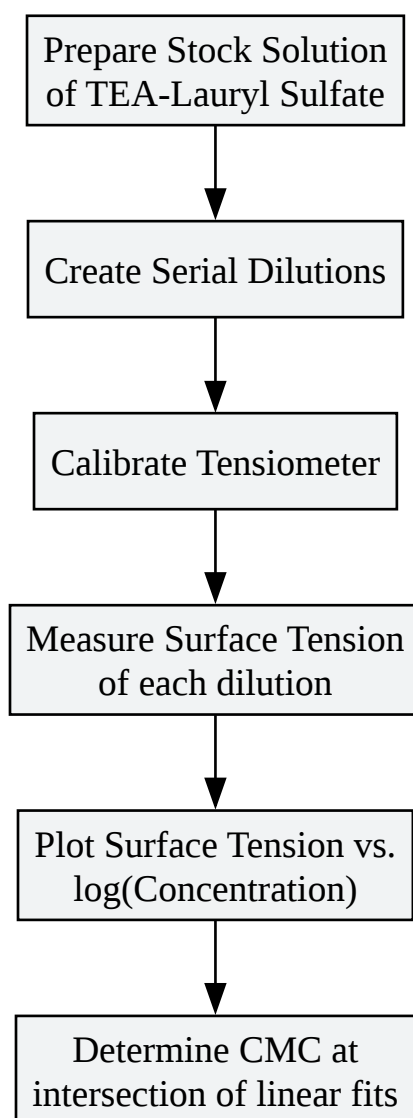 Prepare Stock Solution
of TEA-Lauryl Sulfate
Create Serial Dilutions
Calibrate Tensiometer
Measure Surface Tension
of each dilution
Plot Surface Tension vs.
log(Concentration)
Determine CMC at
intersection of linear fits